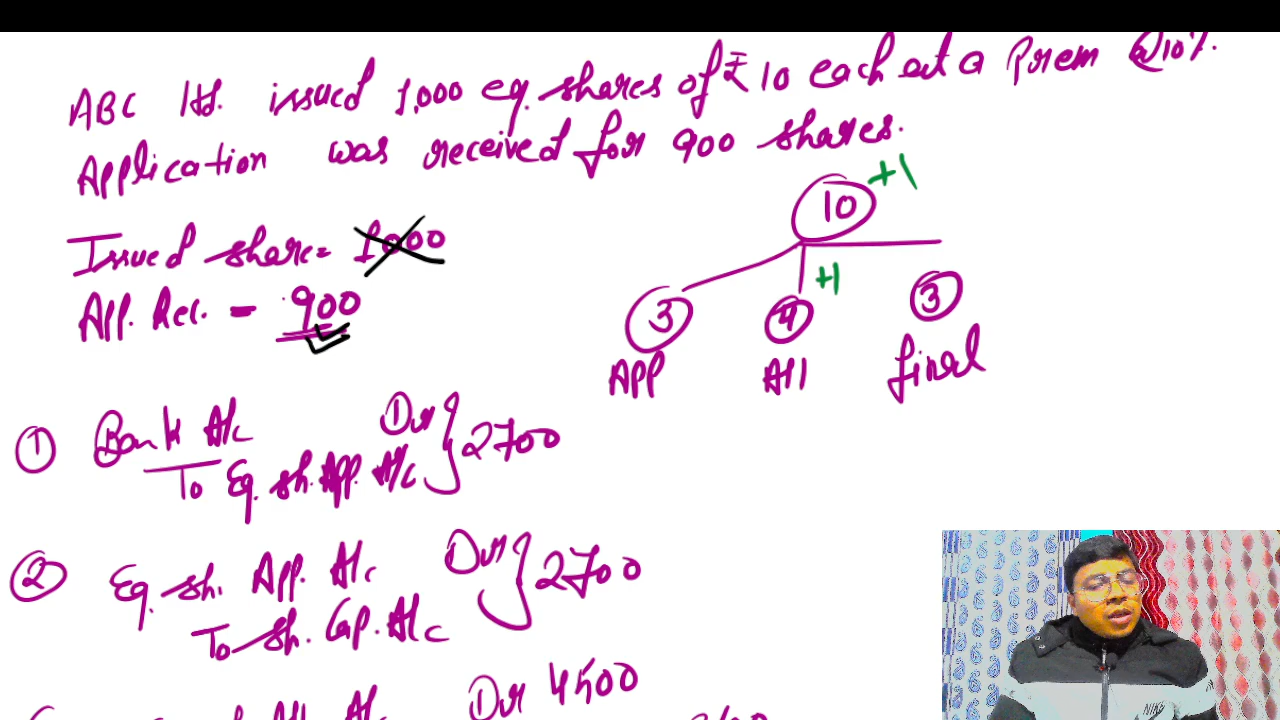 ABC ltd. issued 1,000 eq. shares of ₹10 each at a Prem @10%.
Application was received for 900 shares.
Issued share = 1000
App. Rec. = 900
10 +1
3 4 +1 3
App All final
① Bank A/c Dr } 2700
To Eq. sh. App. A/c
② Eq. sh. App. A/c Dr } 2700
To sh. Cap. A/c
All A/c Dr 4500